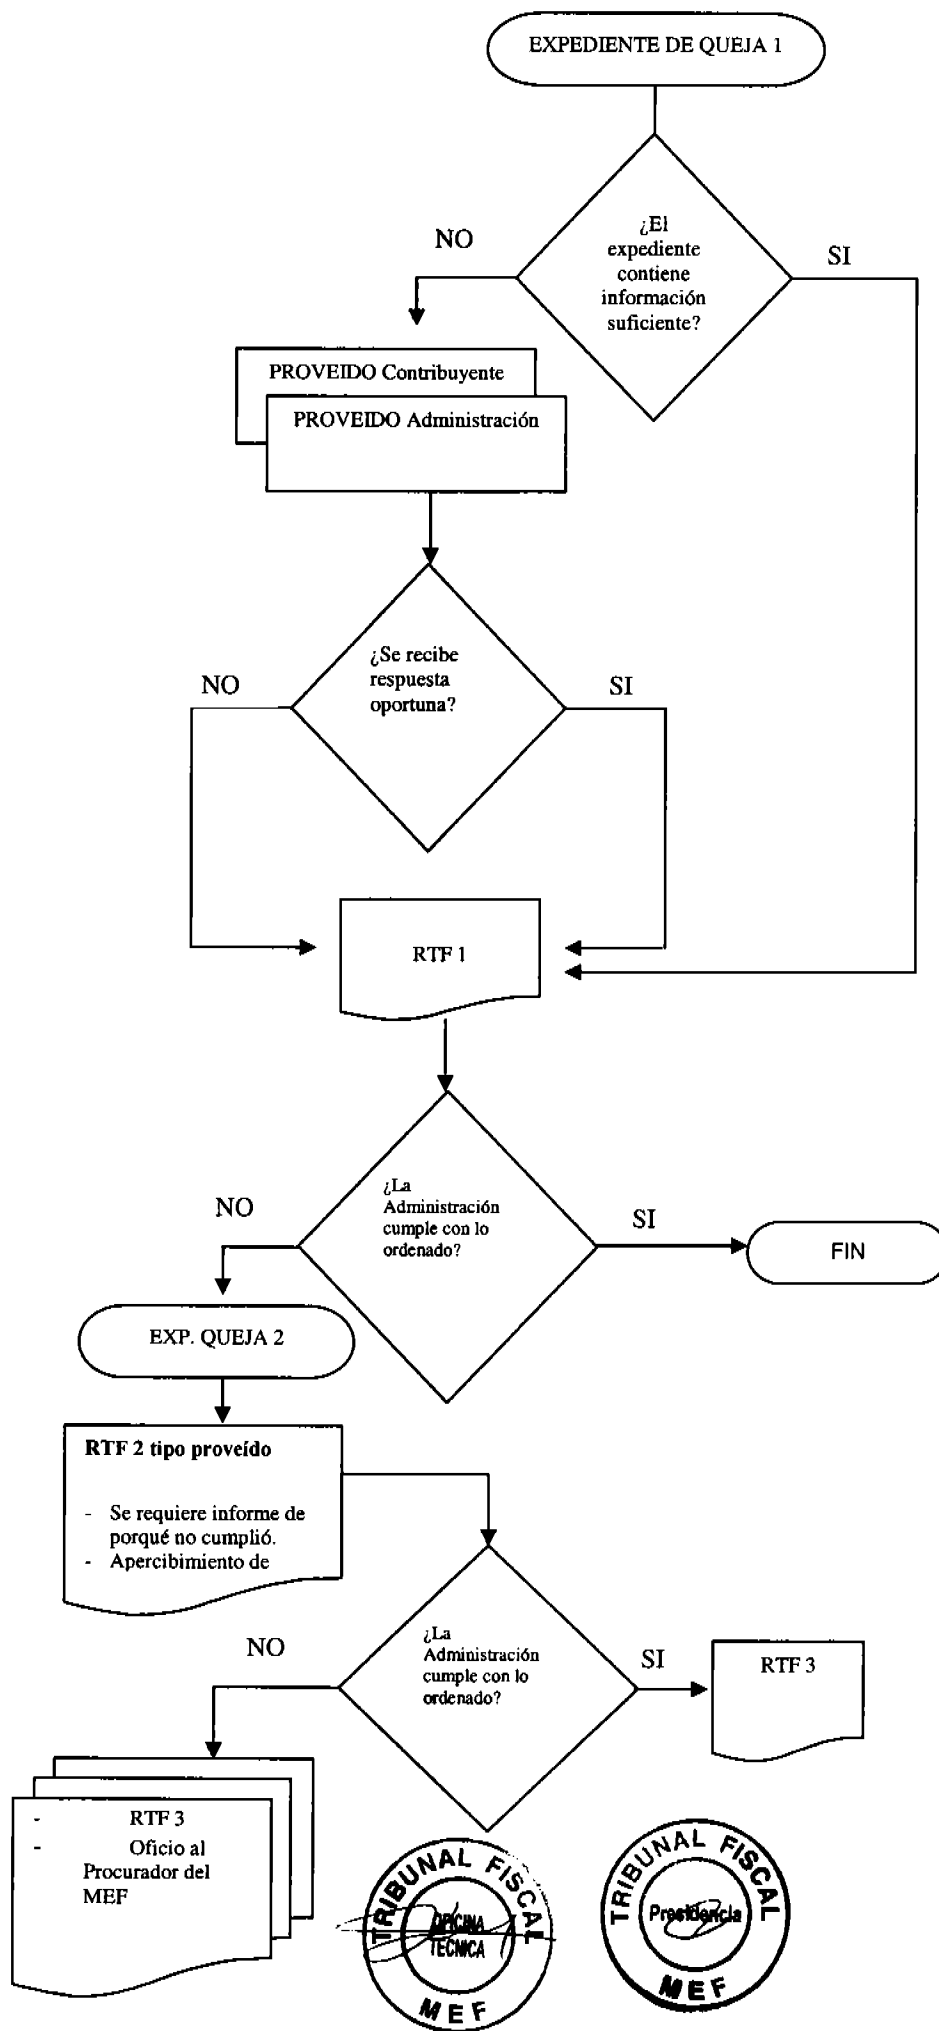 EXPEDIENTE DE QUEJA 1
¿El
expediente
contiene
información
suficiente?
NO
SI
PROVEIDO Contribuyente
PROVEIDO Administración
¿Se recibe
respuesta
oportuna?
NO
SI
RTF 1
¿La
Administración
cumple con lo
ordenado?
NO
SI
FIN
EXP. QUEJA 2
RTF 2 tipo proveído
- Se requiere informe de
porqué no cumplió.
- Apercibimiento de
¿La
Administración
cumple con lo
ordenado?
NO
SI
RTF 3
- RTF 3
- Oficio al
Procurador del
MEF
TRIBUNAL FISCAL
OFICINA
TECNICA
MEF
TRIBUNAL FISCAL
Presidencia
MEF